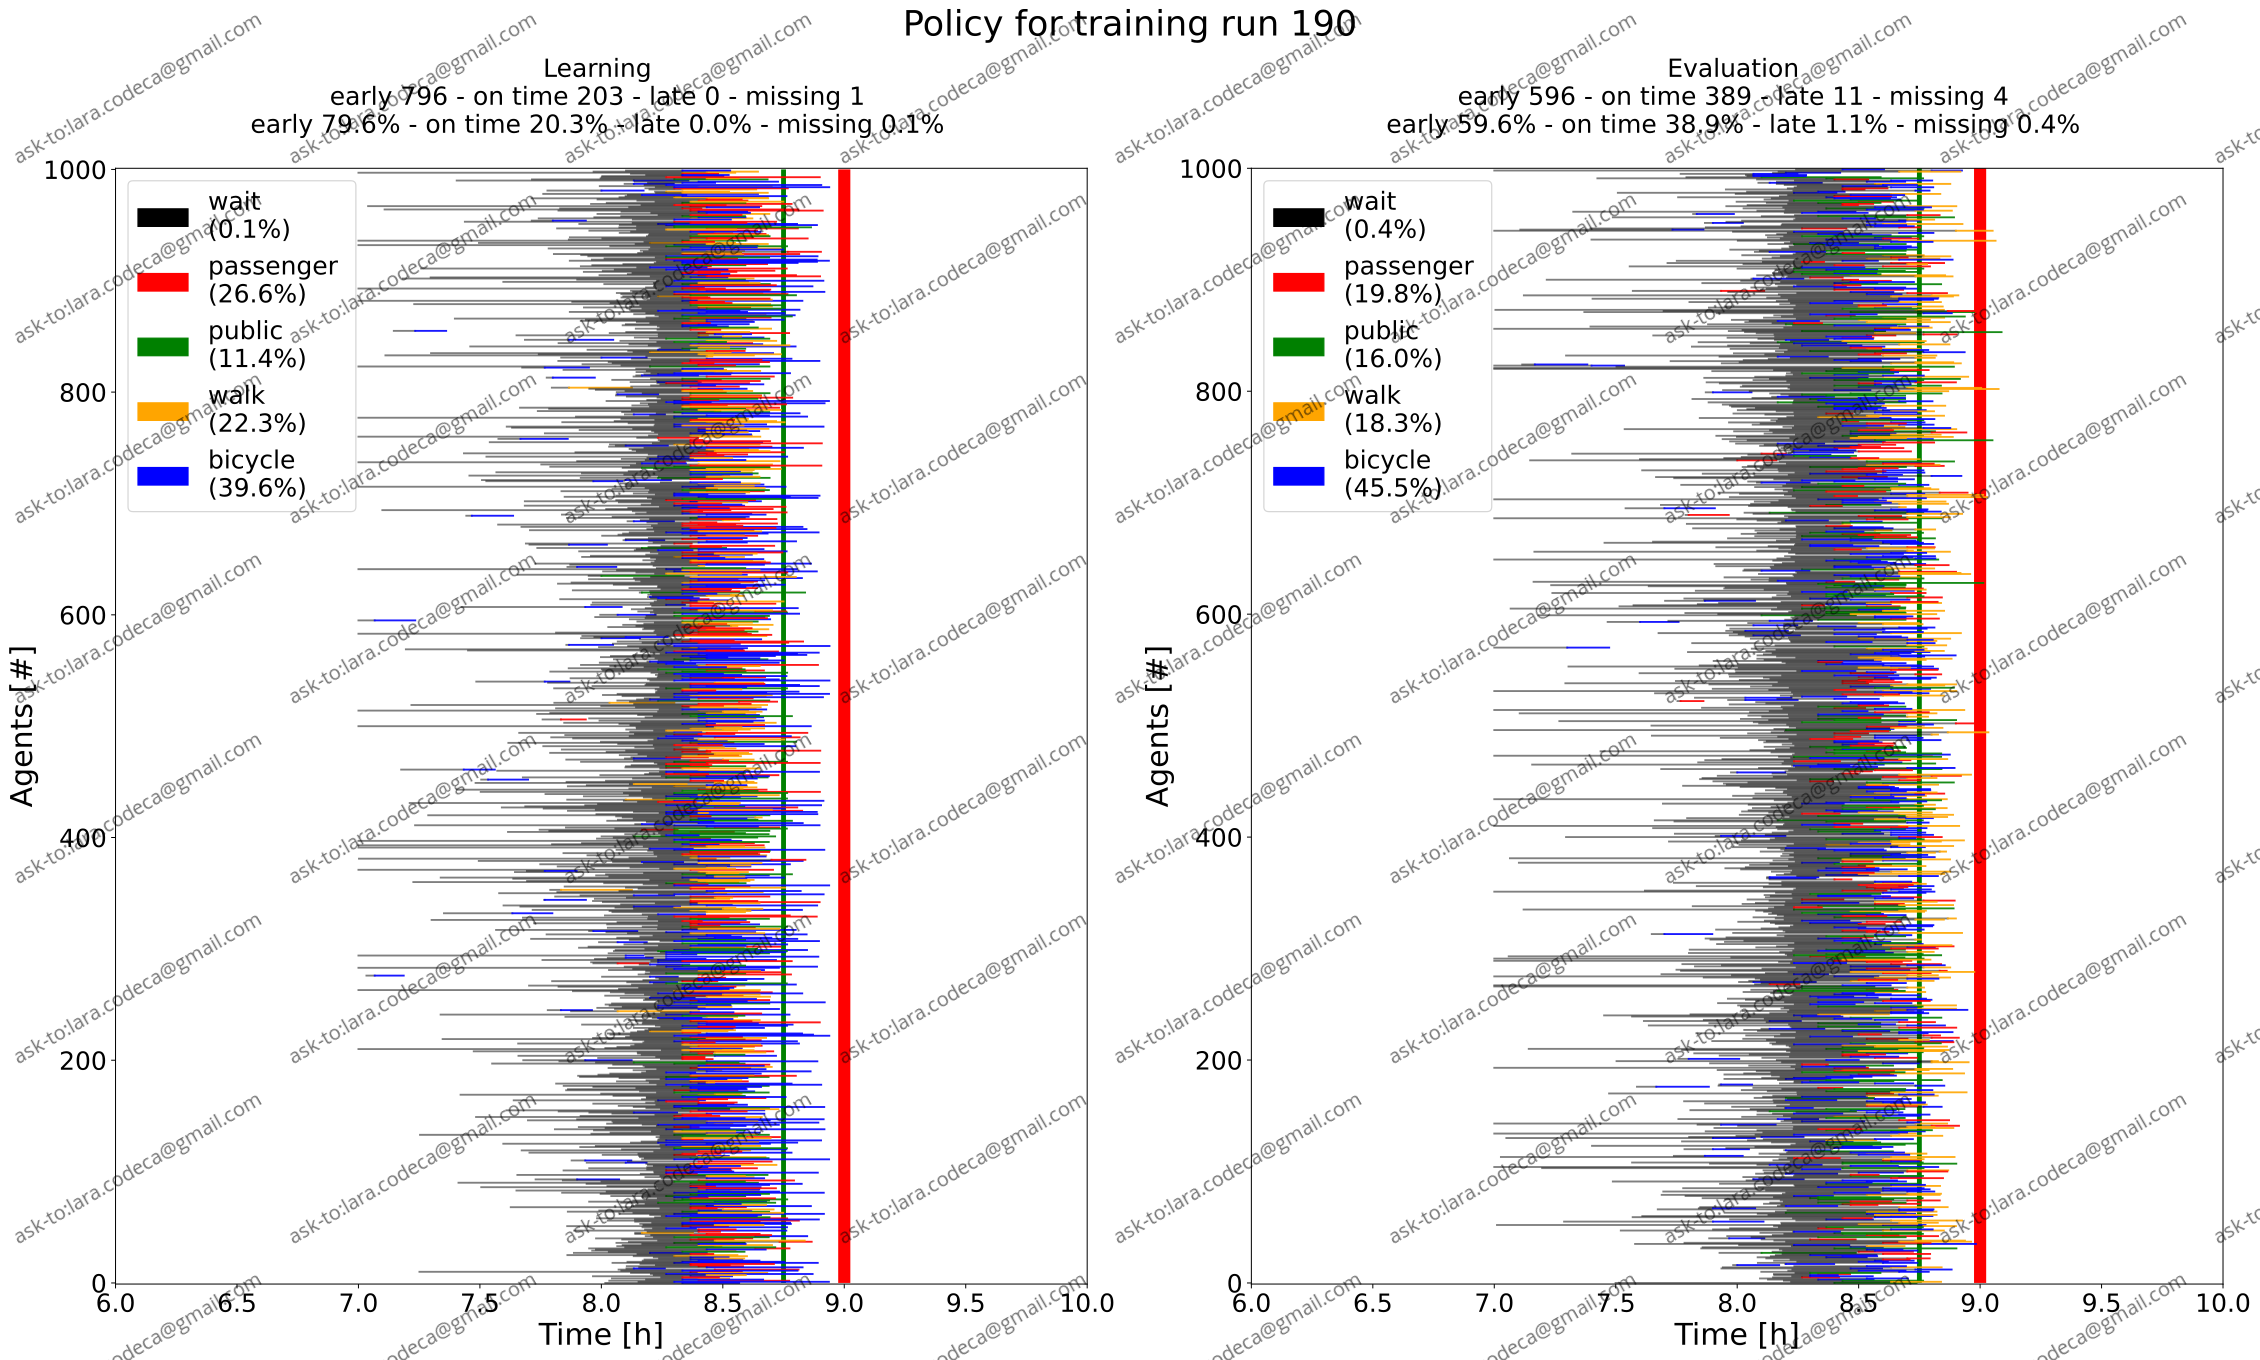 Policy for training run 190
Learning
early 796 - on time 203 - late 0 - missing 1
early 79.6% - on time 20.3% - late 0.0% - missing 0.1%
1000
800
600
400
200
0
Agents [#]
wait
(0.1%)
passenger
(26.6%)
public
(11.4%)
walk
(22.3%)
bicycle
(39.6%)
6.0 6.5 7.0 7.5 8.0 8.5 9.0 9.5 10.0
Time [h]
Evaluation
early 596 - on time 389 - late 11 - missing 4
early 59.6% - on time 38.9% - late 1.1% - missing 0.4%
1000
800
600
400
200
0
Agents [#]
wait
(0.4%)
passenger
(19.8%)
public
(16.0%)
walk
(18.3%)
bicycle
(45.5%)
6.0 6.5 7.0 7.5 8.0 8.5 9.0 9.5 10.0
Time [h]
ask-to:lara.codeca@gmail.com